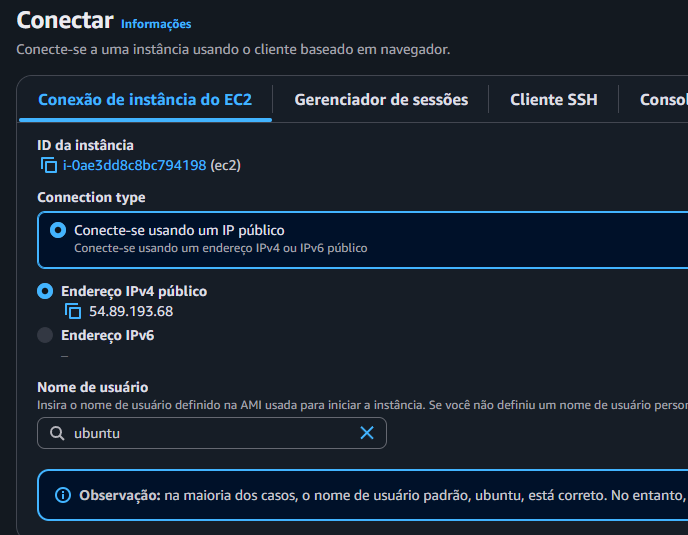 Conectar Informações
Conecte-se a uma instância usando o cliente baseado em navegador.
Conexão de instância do EC2 Gerenciador de sessões Cliente SSH
ID da instância
i-0ae3dd8c8bc794198 (ec2)
Connection type
Conecte-se usando um IP público
Conecte-se usando um endereço IPv4 ou IPv6 público
Endereço IPv4 público
54.89.193.68
Endereço IPv6
–
Nome de usuário
Insira o nome de usuário definido na AMI usada para iniciar a instância. Se você não definiu um nome de usuário
ubuntu
Observação: na maioria dos casos, o nome de usuário padrão, ubuntu, está correto. No entanto,